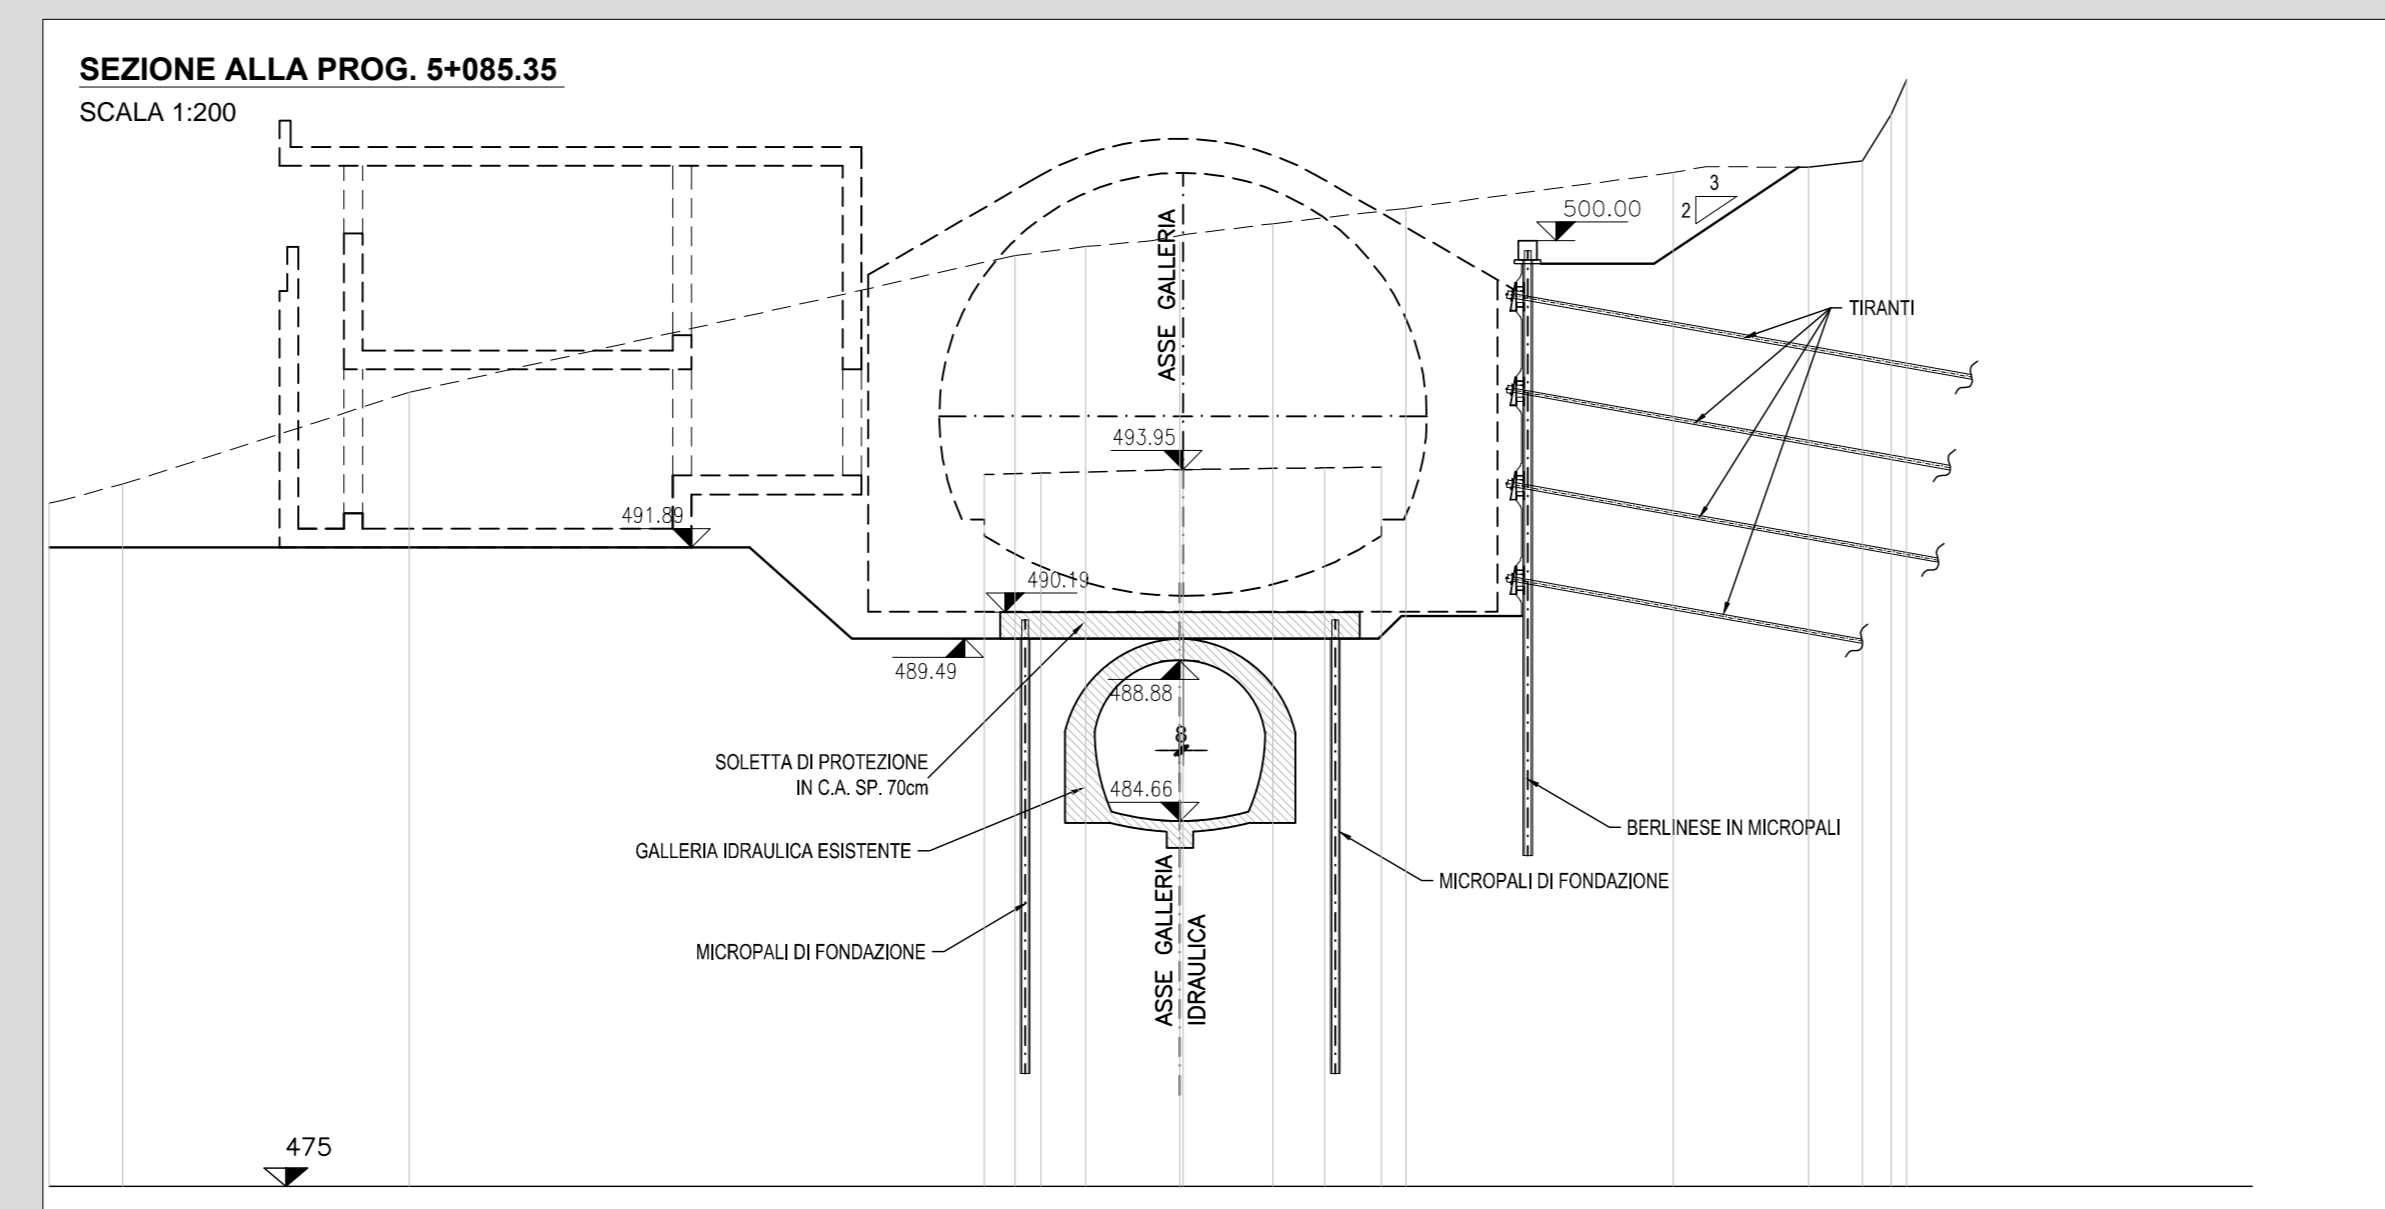 SEZIONE ALLA PROG. 5+085.35
SCALA 1:200
3
2
500.00
ASSE GALLERIA
TIRANTI
493.95
491.89
490.19
489.49
488.88
8
SOLETTA DI PROTEZIONE
IN C.A. SP. 70cm
484.66
BERLINESE IN MICROPALI
GALLERIA IDRAULICA ESISTENTE
MICROPALI DI FONDAZIONE
MICROPALI DI FONDAZIONE
ASSE GALLERIA
IDRAULICA
475